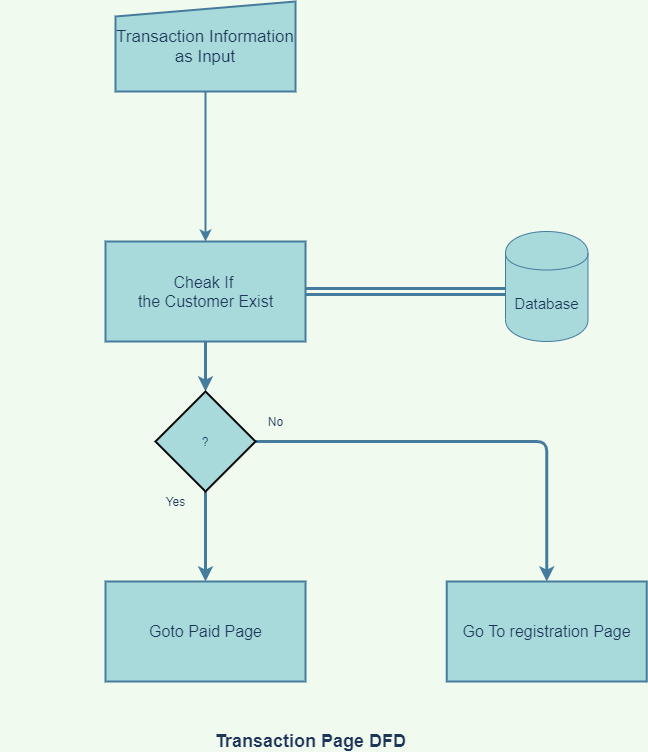 Transaction Information
as Input
Cheak If
the Customer Exist
Database
?
No
Yes
Goto Paid Page
Go To registration Page
Transaction Page DFD